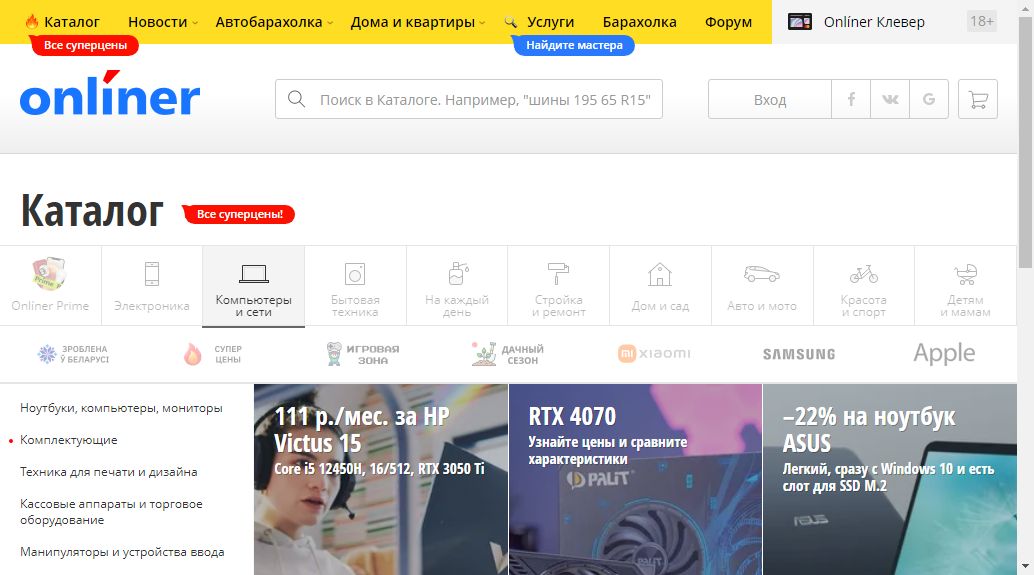 Каталог
Новости
Автобарахолка
Дома и квартиры
Услуги
Барахолка
Форум
Onlíner Клевер
18+
Все суперцены
Найдите мастера
onlíner
Поиск в Каталоге. Например, "шины 195 65 R15"
Вход
Каталог
Все суперцены!
Onlíner Prime
Электроника
Компьютеры
и сети
Бытовая
техника
На каждый
день
Стройка
и ремонт
Дом и сад
Авто и мото
Красота
и спорт
Детям
и мамам
ЗРОБЛЕНА
Ў БЕЛАРУСІ
СУПЕР
ЦЕНЫ
ИГРОВАЯ
ЗОНА
ДАЧНЫЙ
СЕЗОН
mi xiaomi
SAMSUNG
Apple
Ноутбуки, компьютеры, мониторы
Комплектующие
Техника для печати и дизайна
Кассовые аппараты и торговое
оборудование
Манипуляторы и устройства ввода
111 р./мес. за HP
Victus 15
Core i5 12450H, 16/512, RTX 3050 Ti
RTX 4070
Узнайте цены и сравните
характеристики
PALIT
–22% на ноутбук
ASUS
Легкий, сразу с Windows 10 и есть
слот для SSD M.2
ASUS